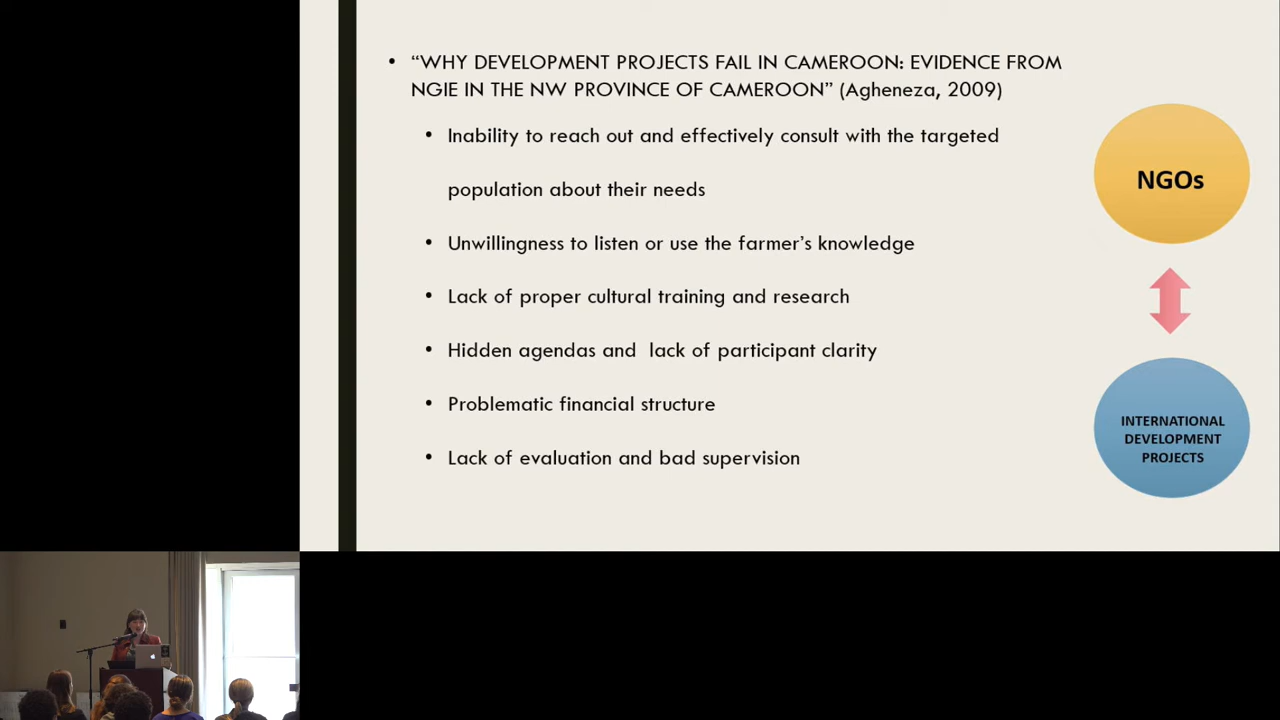 • “WHY DEVELOPMENT PROJECTS FAIL IN CAMEROON: EVIDENCE FROM
NGIE IN THE NW PROVINCE OF CAMEROON” (Agheneza, 2009)
• Inability to reach out and effectively consult with the targeted
population about their needs
• Unwillingness to listen or use the farmer’s knowledge
• Lack of proper cultural training and research
• Hidden agendas and  lack of participant clarity
• Problematic financial structure
• Lack of evaluation and bad supervision
NGOs
INTERNATIONAL
DEVELOPMENT
PROJECTS